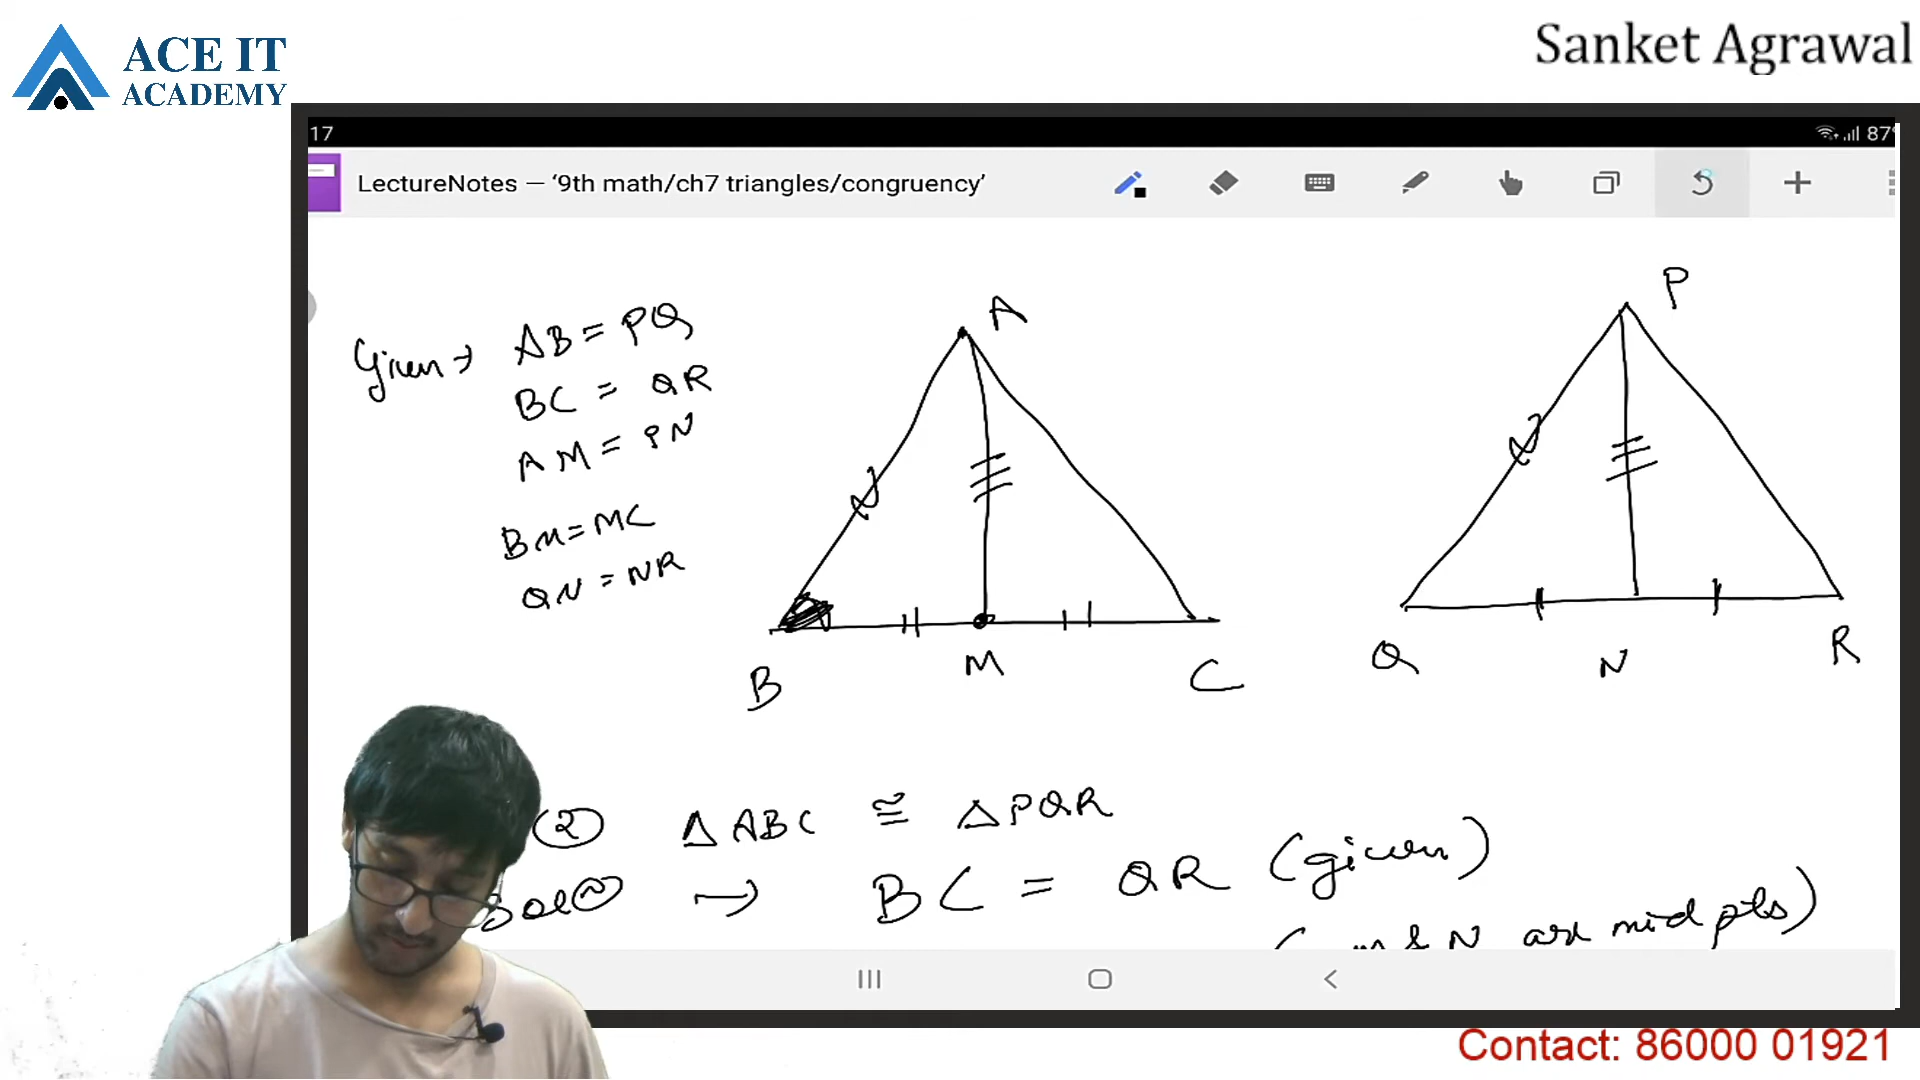 ACE IT
ACADEMY
Sanket Agrawal
17
87
LectureNotes — ‘9th math/ch7 triangles/congruency’
Given → AB = PQ
BC = QR
AM = PN
BM = MC
QN = NR
A
B
M
C
P
Q
N
R
(2) Δ ABC ≅ Δ PQR
→ BC = QR (given)
( M & N are mid pts)
Contact: 86000 01921